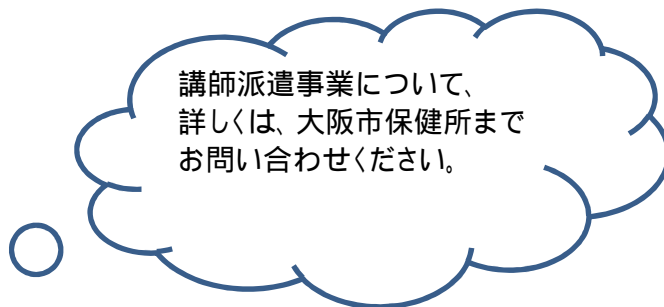 講師派遣事業について、
詳しくは、大阪市保健所まで
お問い合わせください。